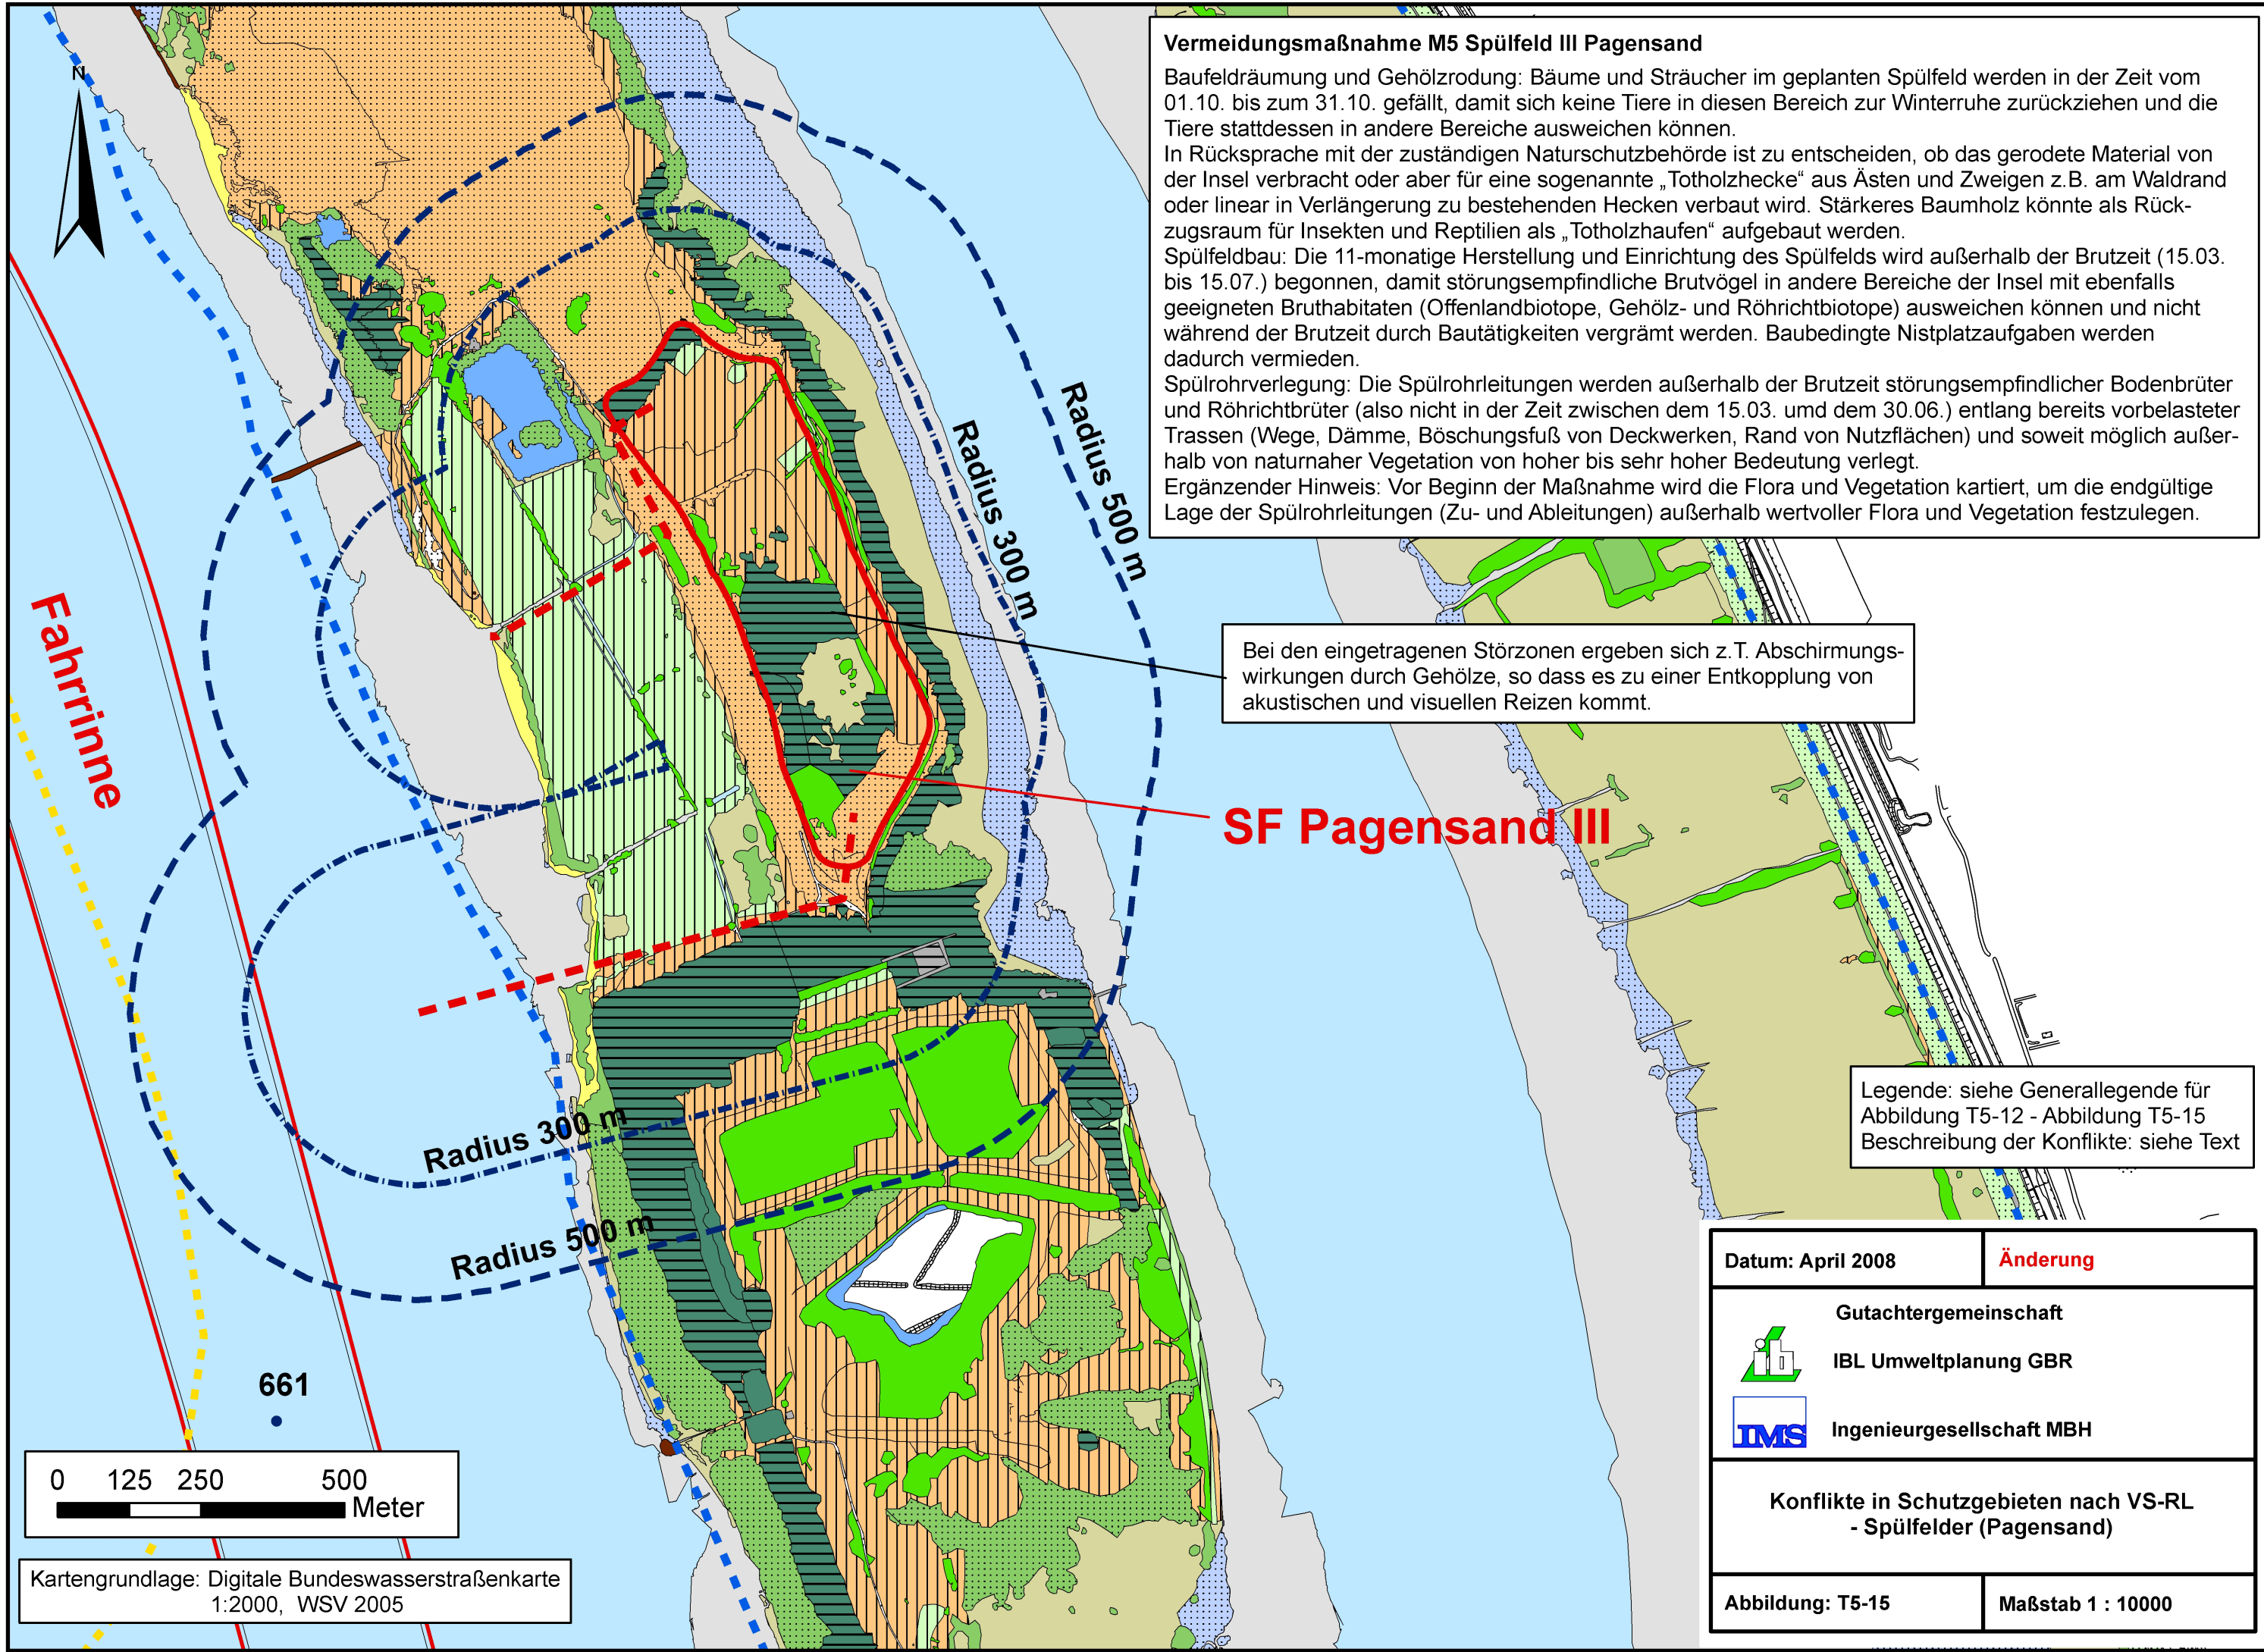 N
Vermeidungsmaßnahme M5 Spülfeld III Pagensand
Baufeldräumung und Gehölzrodung: Bäume und Sträucher im geplanten Spülfeld werden in der Zeit vom
01.10. bis zum 31.10. gefällt, damit sich keine Tiere in diesen Bereich zur Winterruhe zurückziehen und die
Tiere stattdessen in andere Bereiche ausweichen können.
In Rücksprache mit der zuständigen Naturschutzbehörde ist zu entscheiden, ob das gerodete Material von
der Insel verbracht oder aber für eine sogenannte „Totholzhecke“ aus Ästen und Zweigen z.B. am Waldrand
oder linear in Verlängerung zu bestehenden Hecken verbaut wird. Stärkeres Baumholz könnte als Rück-
zugsraum für Insekten und Reptilien als „Totholzhaufen“ aufgebaut werden.
Spülfeldbau: Die 11-monatige Herstellung und Einrichtung des Spülfelds wird außerhalb der Brutzeit (15.03.
bis 15.07.) begonnen, damit störungsempfindliche Brutvögel in andere Bereiche der Insel mit ebenfalls
geeigneten Bruthabitaten (Offenlandbiotope, Gehölz- und Röhrichtbiotope) ausweichen können und nicht
während der Brutzeit durch Bautätigkeiten vergrämt werden. Baubedingte Nistplatzaufgaben werden
dadurch vermieden.
Spülrohrverlegung: Die Spülrohrleitungen werden außerhalb der Brutzeit störungsempfindlicher Bodenbrüter
und Röhrichtbrüter (also nicht in der Zeit zwischen dem 15.03. umd dem 30.06.) entlang bereits vorbelasteter
Trassen (Wege, Dämme, Böschungsfuß von Deckwerken, Rand von Nutzflächen) und soweit möglich außer-
halb von naturnaher Vegetation von hoher bis sehr hoher Bedeutung verlegt.
Ergänzender Hinweis: Vor Beginn der Maßnahme wird die Flora und Vegetation kartiert, um die endgültige
Lage der Spülrohrleitungen (Zu- und Ableitungen) außerhalb wertvoller Flora und Vegetation festzulegen.
Radius 500 m
Radius 300 m
Fahrrinne
Bei den eingetragenen Störzonen ergeben sich z.T. Abschirmungs-
wirkungen durch Gehölze, so dass es zu einer Entkopplung von
akustischen und visuellen Reizen kommt.
SF Pagensand III
Radius 300 m
Radius 500 m
Legende: siehe Generallegende für
Abbildung T5-12 - Abbildung T5-15
Beschreibung der Konflikte: siehe Text
661
0 125 250 500
Meter
Kartengrundlage: Digitale Bundeswasserstraßenkarte
1:2000, WSV 2005
Datum: April 2008
Änderung
Gutachtergemeinschaft
ib
IBL Umweltplanung GBR
IMS
Ingenieurgesellschaft MBH
Konflikte in Schutzgebieten nach VS-RL
- Spülfelder (Pagensand)
Abbildung: T5-15
Maßstab 1 : 10000